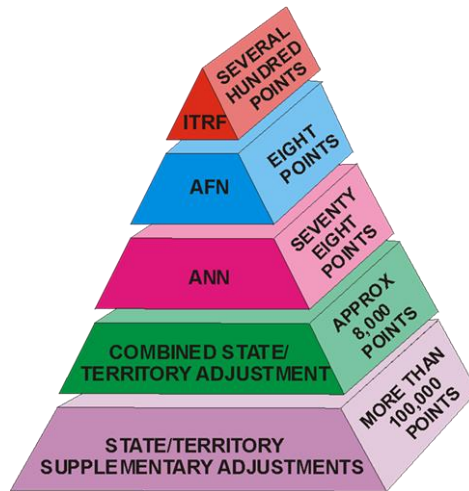 ITRF
SEVERAL
HUNDRED
POINTS
AFN
EIGHT
POINTS
ANN
SEVENTY
EIGHT
POINTS
COMBINED STATE/
TERRITORY ADJUSTMENT
APPROX
8,000
POINTS
STATE/TERRITORY
SUPPLEMENTARY ADJUSTMENTS
MORE THAN
100,000
POINTS